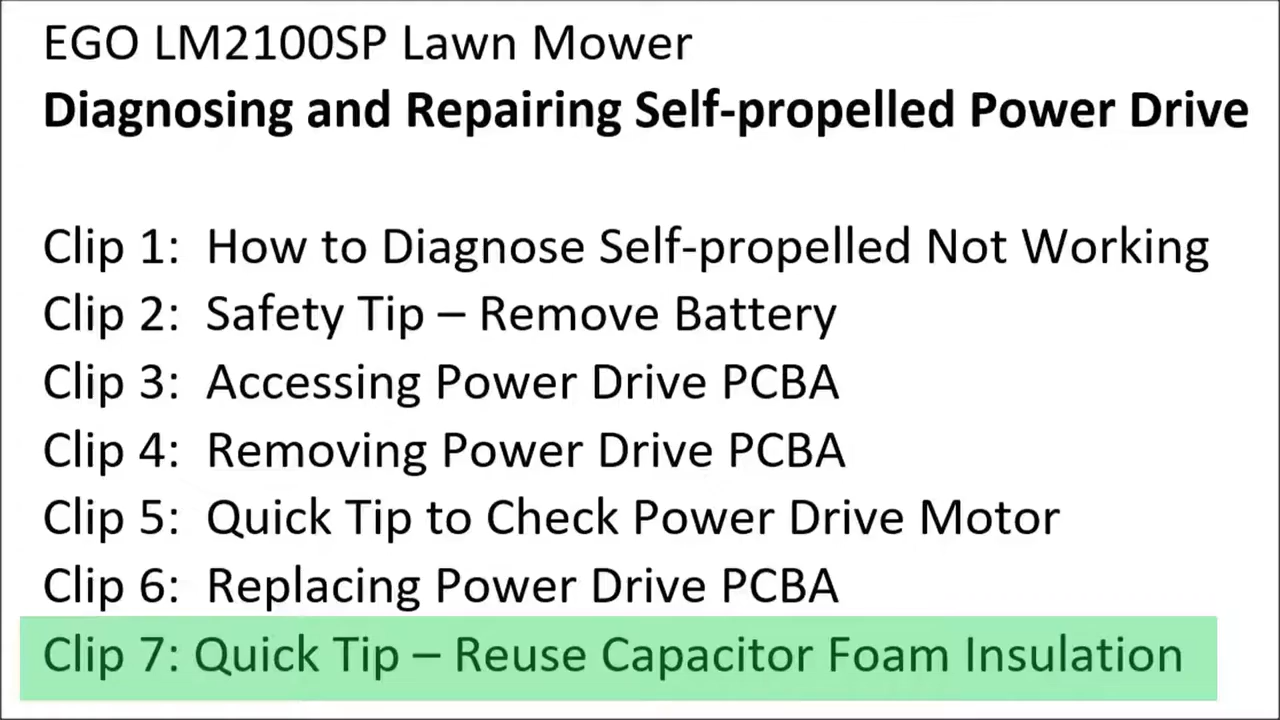 EGO LM2100SP Lawn Mower
Diagnosing and Repairing Self-propelled Power Drive
Clip 1: How to Diagnose Self-propelled Not Working
Clip 2: Safety Tip – Remove Battery
Clip 3: Accessing Power Drive PCBA
Clip 4: Removing Power Drive PCBA
Clip 5: Quick Tip to Check Power Drive Motor
Clip 6: Replacing Power Drive PCBA
Clip 7: Quick Tip – Reuse Capacitor Foam Insulation